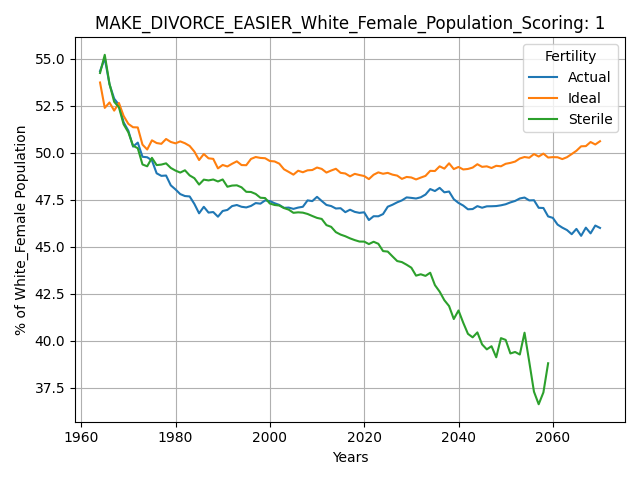 MAKE_DIVORCE_EASIER_White_Female_Population_Scoring: 1
Fertility
Actual
Ideal
Sterile
% of White_Female Population
55.0
52.5
50.0
47.5
45.0
42.5
40.0
37.5
1960
1980
2000
2020
2040
2060
Years